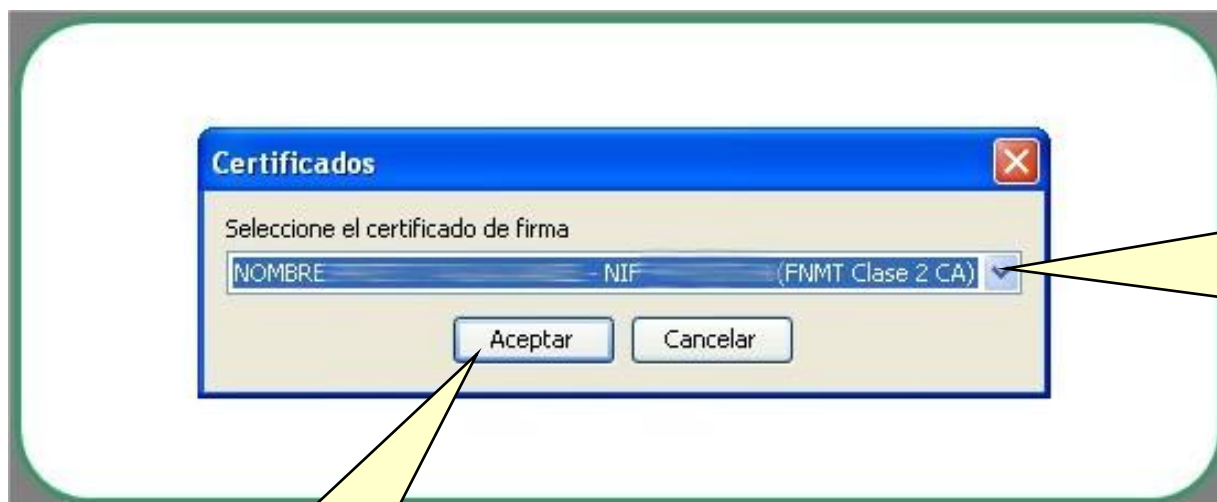 Certificados
Seleccione el certificado de firma
NOMBRE - NIF (FNMT Clase 2 CA)
Aceptar Cancelar